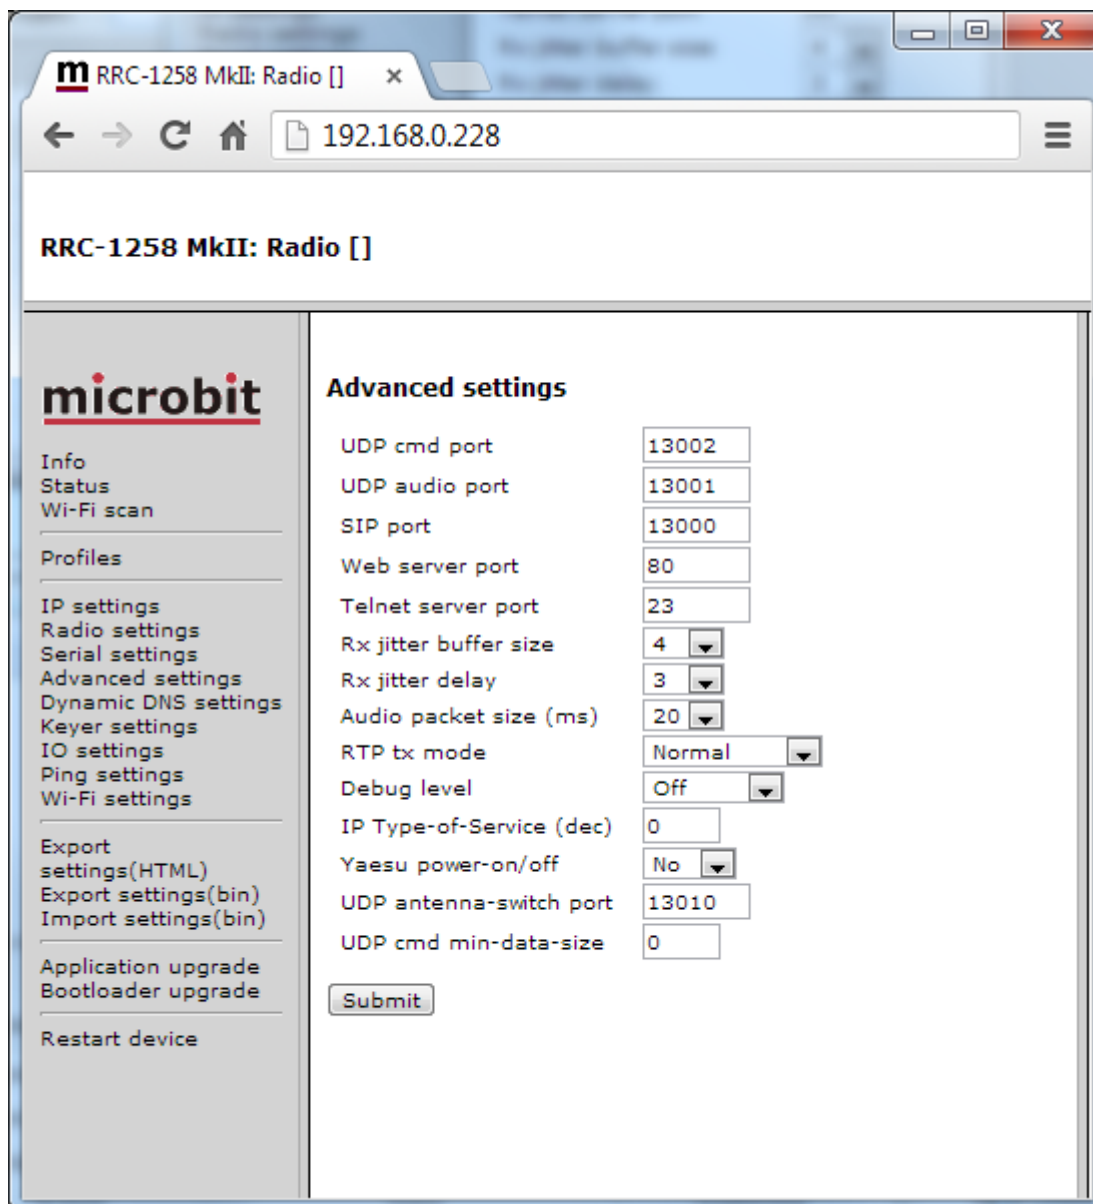 RRC-1258 MkII: Radio []
192.168.0.228
RRC-1258 MkII: Radio []
microbit
Info
Status
Wi-Fi scan
Profiles
IP settings
Radio settings
Serial settings
Advanced settings
Dynamic DNS settings
Keyer settings
IO settings
Ping settings
Wi-Fi settings
Export
settings(HTML)
Export settings(bin)
Import settings(bin)
Application upgrade
Bootloader upgrade
Restart device
Advanced settings
UDP cmd port 13002
UDP audio port 13001
SIP port 13000
Web server port 80
Telnet server port 23
Rx jitter buffer size 4
Rx jitter delay 3
Audio packet size (ms) 20
RTP tx mode Normal
Debug level Off
IP Type-of-Service (dec) 0
Yaesu power-on/off No
UDP antenna-switch port 13010
UDP cmd min-data-size 0
Submit